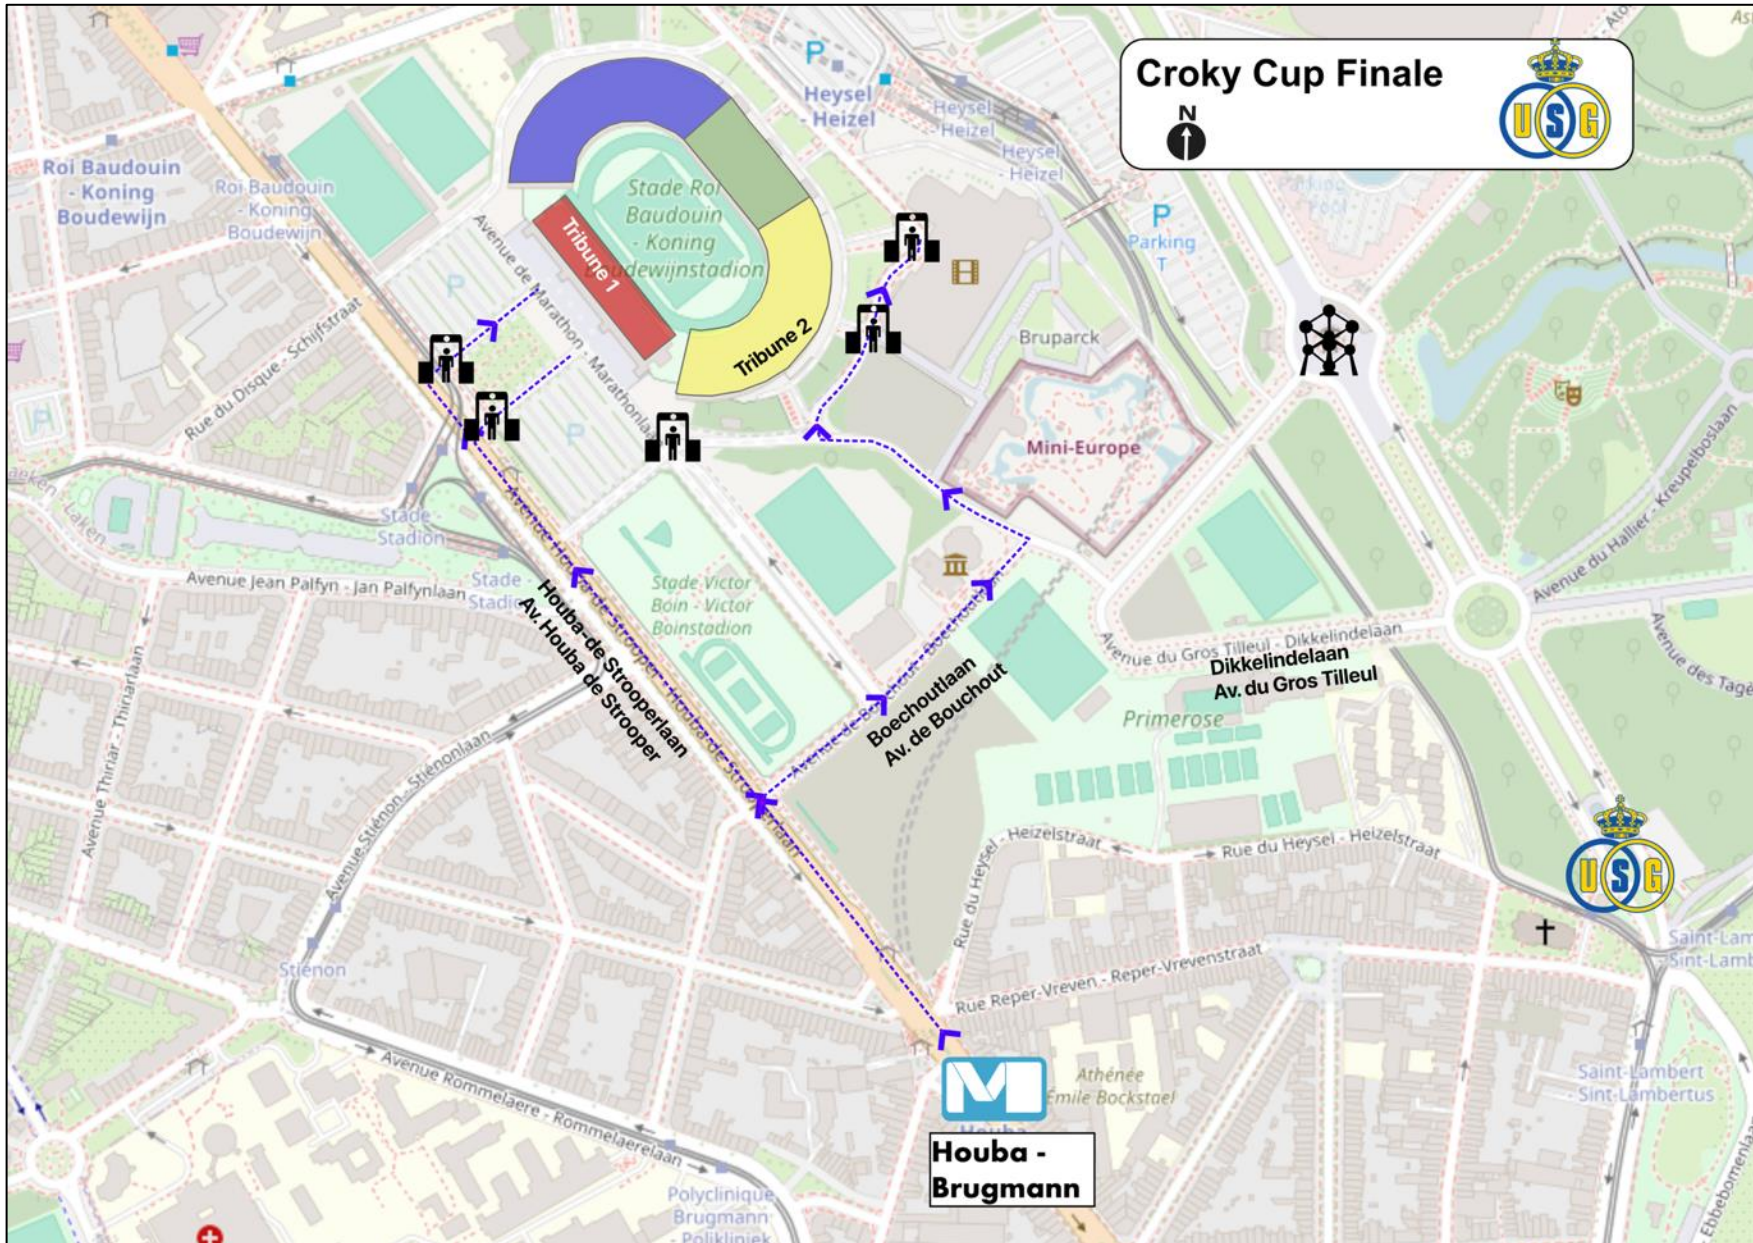 Croky Cup Finale
N
USG
Heysel
- Heizel
Heysel
- Heizel
Heysel
- Heizel
Roi Baudouin
- Koning
Boudewijn
Roi Baudouin
- Koning
Boudewijn
Stade Roi
Baudouin
- Koning
Boudewijnstadion
Tribune 1
Tribune 2
Avenue de Marathon - Marathonlaan
Parking
T
Bruparck
Mini-Europe
Rue du Disque - Schijfstraat
Laeken
Laken
Stade -
Stadion
Stade -
Stadion
Avenue Jean Palfyn - Jan Palfynlaan
Stade Victor
Boin - Victor
Boinstadion
Houba-de Strooperlaan
Av. Houba de Strooper
Boechoutlaan
Av. de Bouchout
Avenue du Gros Tilleul - Dikkelindelaan
Dikkelindelaan
Av. du Gros Tilleul
Avenue du Hallier - Kreupelboslaan
Primerose
Avenue Thiriar - Thiriarlaan
Avenue Stiénon - Stiénonlaan
Stiénon
Rue du Heysel - Heizelstraat
Rue du Heysel - Heizelstraat
USG
Rue Reper-Vreven - Reper-Vrevenstraat
Avenue Rommelaere - Rommelaerelaan
M
Houba -
Brugmann
Athénée
Émile Bockstael
Saint-Lambert
Sint-Lambertus
Polyclinique
Brugmann
- Polikliniek